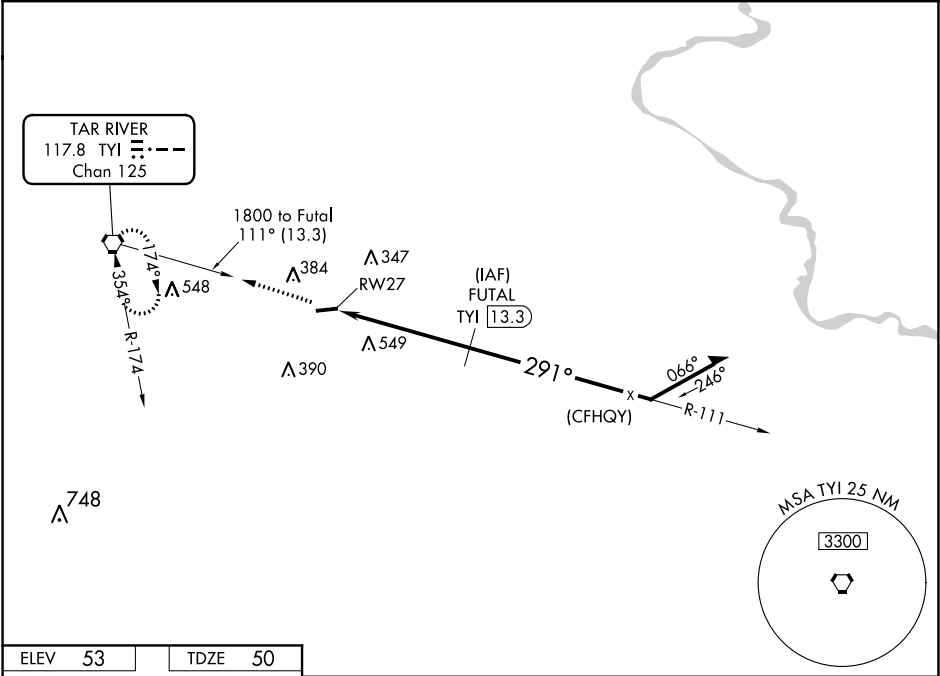 TAR RIVER
117.8 TYI
Chan 125
1800 to Futal
111° (13.3)
347
384
RW27
(IAF)
FUTAL
TYI 13.3
174°
548
354°
R-174
549
390
291°
066°
246°
(CFHQY)
X
R-111
748
MSA TYI 25 NM
3300
ELEV 53
TDZE 50